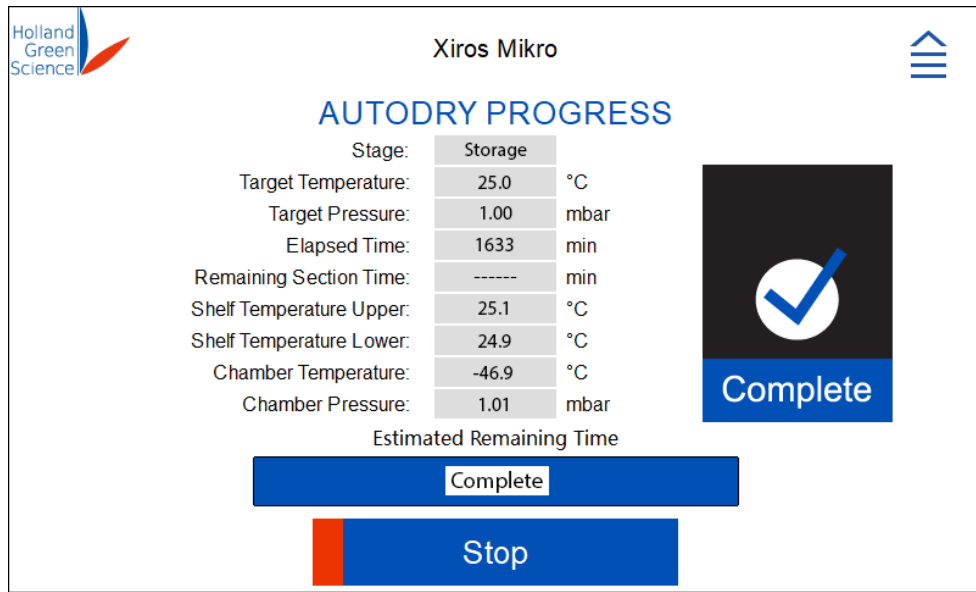 Holland
Green
Science
Xiros Mikro
AUTODRY PROGRESS
Stage: Storage
Target Temperature: 25.0 °C
Target Pressure: 1.00 mbar
Elapsed Time: 1633 min
Remaining Section Time: ------ min
Shelf Temperature Upper: 25.1 °C
Shelf Temperature Lower: 24.9 °C
Chamber Temperature: -46.9 °C
Chamber Pressure: 1.01 mbar
Complete
Estimated Remaining Time
Complete
Stop